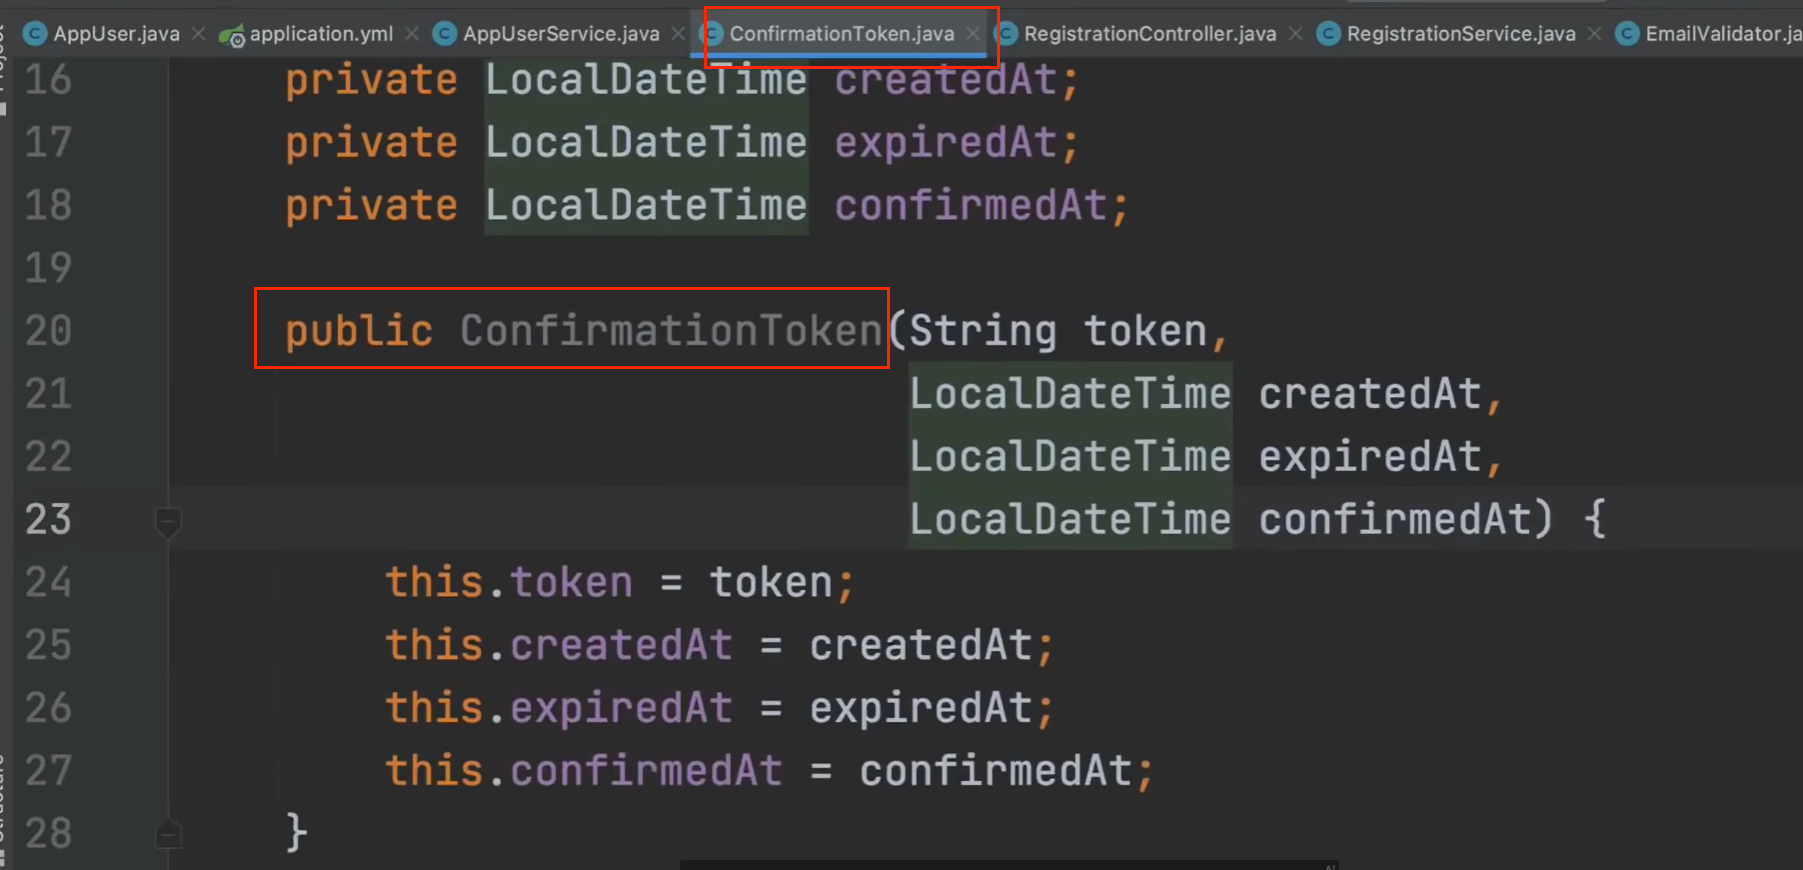 AppUser.java application.yml AppUserService.java ConfirmationToken.java RegistrationController.java RegistrationService.java EmailValidator.ja
16 private LocalDateTime createdAt;
17 private LocalDateTime expiredAt;
18 private LocalDateTime confirmedAt;
19
20 public ConfirmationToken(String token,
21 LocalDateTime createdAt,
22 LocalDateTime expiredAt,
23 LocalDateTime confirmedAt) {
24 this.token = token;
25 this.createdAt = createdAt;
26 this.expiredAt = expiredAt;
27 this.confirmedAt = confirmedAt;
28 }